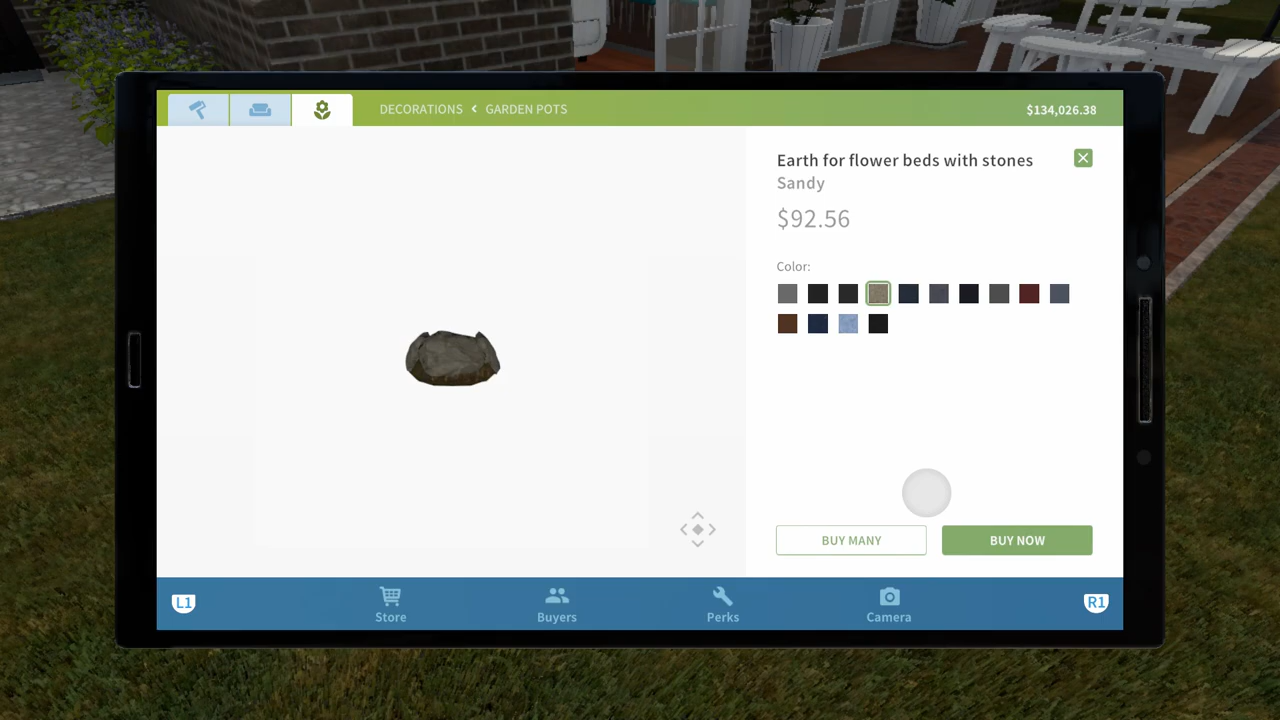 DECORATIONS < GARDEN POTS
$134,026.38
Earth for flower beds with stones
Sandy
$92.56
Color:
BUY MANY
BUY NOW
L1
Store
Buyers
Perks
Camera
R1